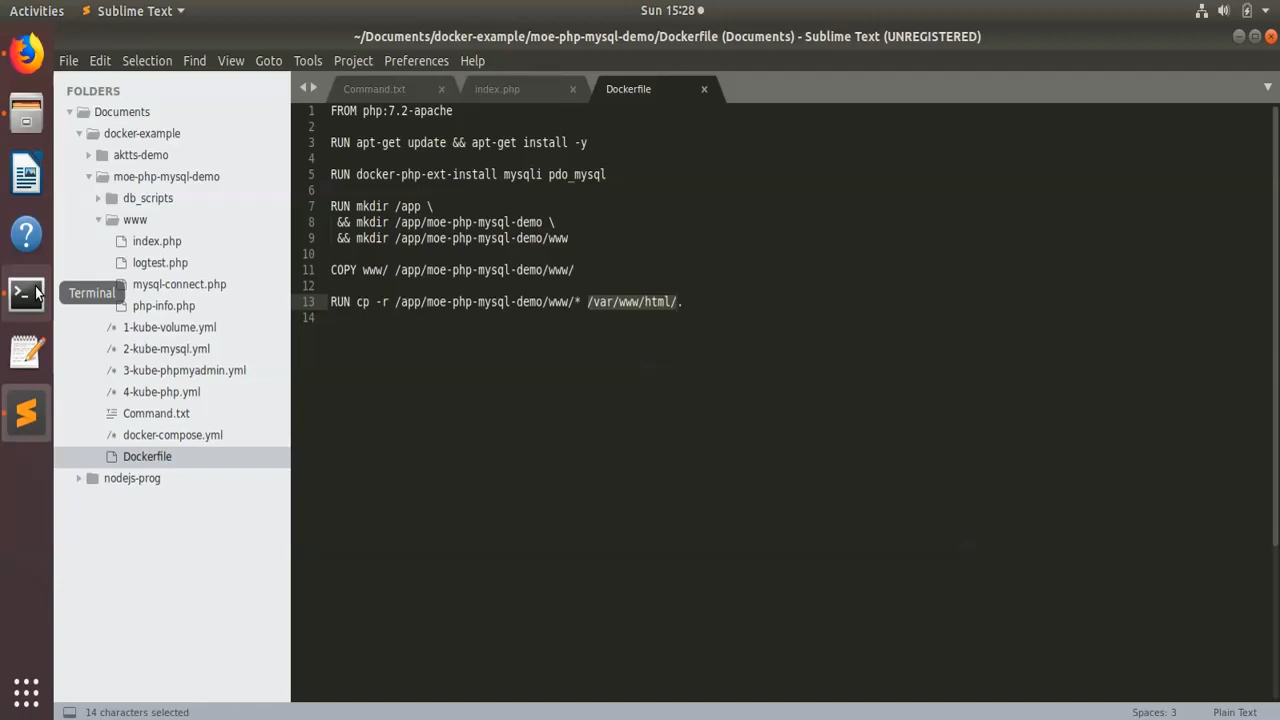 Activities
Sublime Text
Sun 15:28
~/Documents/docker-example/moe-php-mysql-demo/Dockerfile (Documents) - Sublime Text (UNREGISTERED)
File Edit Selection Find View Goto Tools Project Preferences Help
FOLDERS
Documents
docker-example
aktts-demo
moe-php-mysql-demo
db_scripts
www
index.php
logtest.php
mysql-connect.php
php-info.php
1-kube-volume.yml
2-kube-mysql.yml
3-kube-phpmyadmin.yml
4-kube-php.yml
Command.txt
docker-compose.yml
Dockerfile
nodejs-prog
Terminal
Command.txt
index.php
Dockerfile
1 FROM php:7.2-apache
2
3 RUN apt-get update && apt-get install -y
4
5 RUN docker-php-ext-install mysqli pdo_mysql
6
7 RUN mkdir /app \
8 && mkdir /app/moe-php-mysql-demo \
9 && mkdir /app/moe-php-mysql-demo/www
10
11 COPY www/ /app/moe-php-mysql-demo/www/
12
13 RUN cp -r /app/moe-php-mysql-demo/www/* /var/www/html/.
14
14 characters selected
Spaces: 3
Plain Text